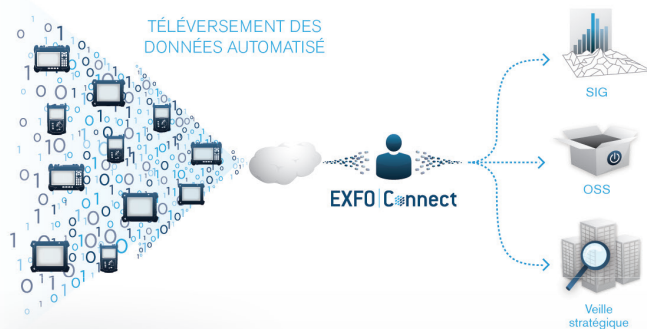 TÉLÉVERSEMENT DES
DONNÉES AUTOMATISÉ
SIG
EXFO Connect
OSS
Veille
stratégique